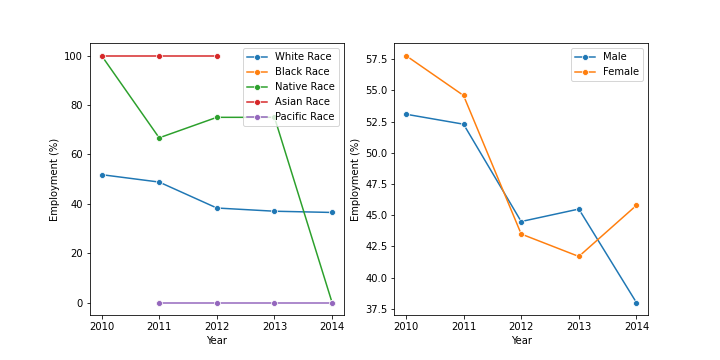 100
80
60
40
20
0
Employment (%)
2010 2011 2012 2013 2014
Year
White Race
Black Race
Native Race
Asian Race
Pacific Race
57.5
55.0
52.5
50.0
47.5
45.0
42.5
40.0
37.5
Employment (%)
2010 2011 2012 2013 2014
Year
Male
Female